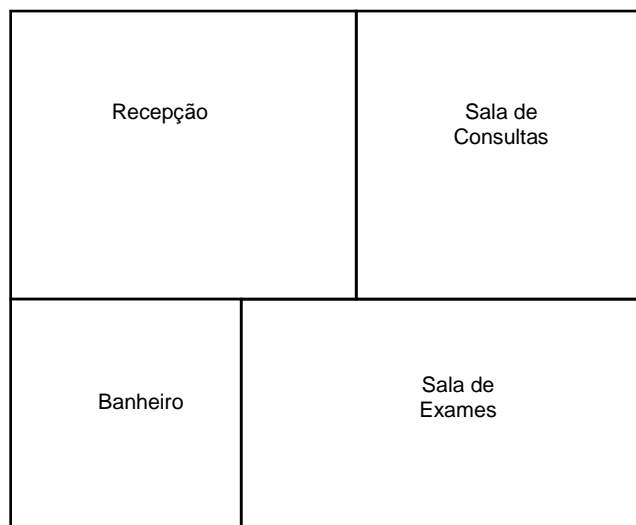 Recepção
Sala de
Consultas
Banheiro
Sala de
Exames